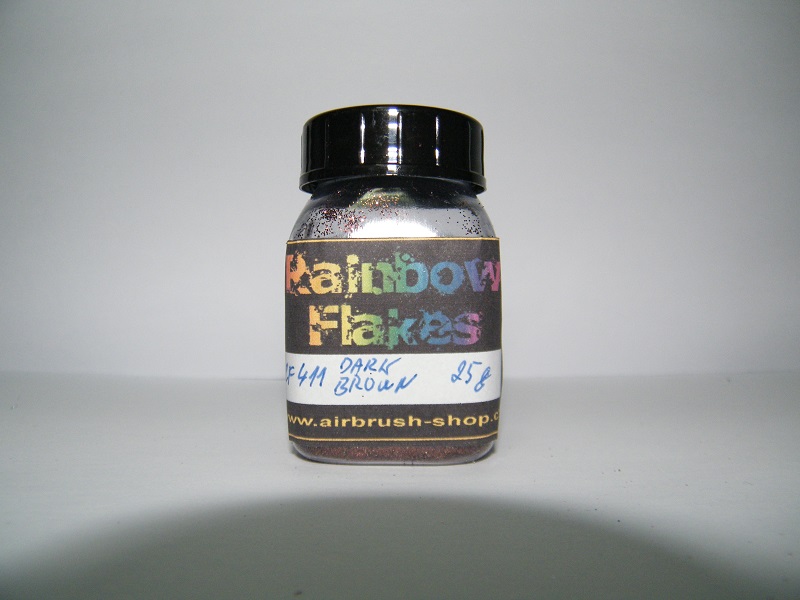 Rainbow
Flakes
F411 DARK BROWN 25g
www.airbrush-shop.c